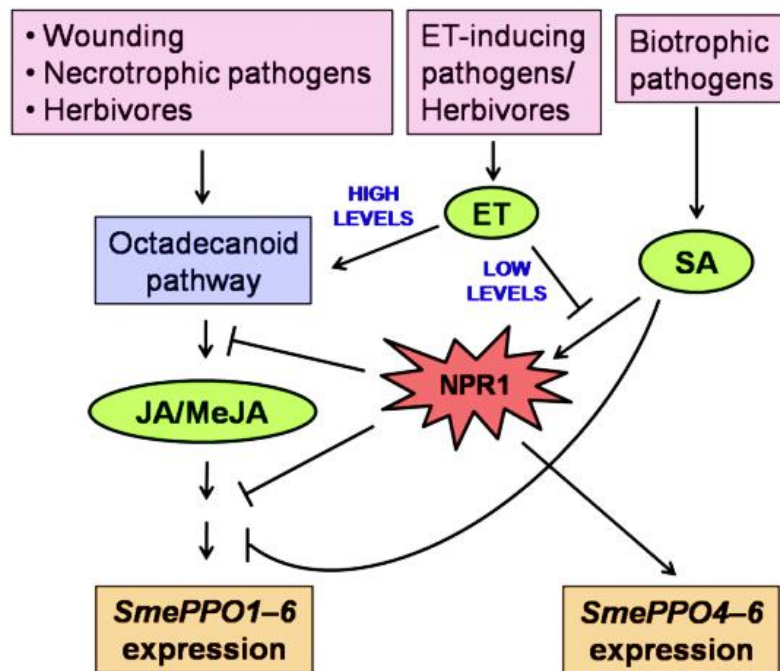 • Wounding
• Necrotrophic pathogens
• Herbivores
ET-inducing
pathogens/
Herbivores
Biotrophic
pathogens
HIGH
LEVELS
ET
Octadecanoid
pathway
LOW
LEVELS
SA
NPR1
JA/MeJA
SmePPO1–6
expression
SmePPO4–6
expression